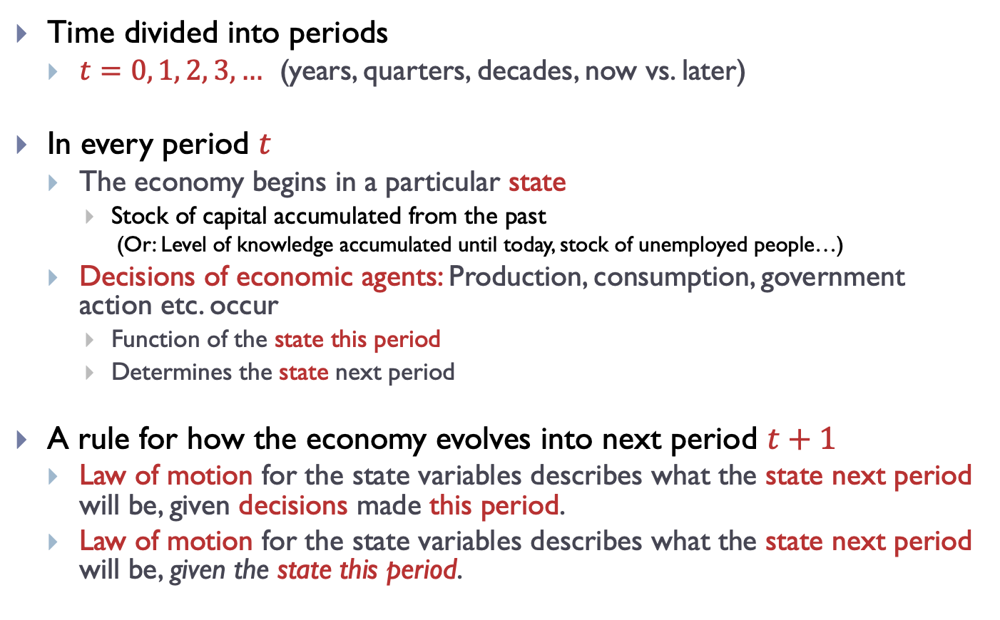 Time divided into periods
t = 0, 1, 2, 3, … (years, quarters, decades, now vs. later)
In every period t
The economy begins in a particular state
Stock of capital accumulated from the past
(Or: Level of knowledge accumulated until today, stock of unemployed people…)
Decisions of economic agents: Production, consumption, government
action etc. occur
Function of the state this period
Determines the state next period
A rule for how the economy evolves into next period t + 1
Law of motion for the state variables describes what the state next period
will be, given decisions made this period.
Law of motion for the state variables describes what the state next period
will be, given the state this period.